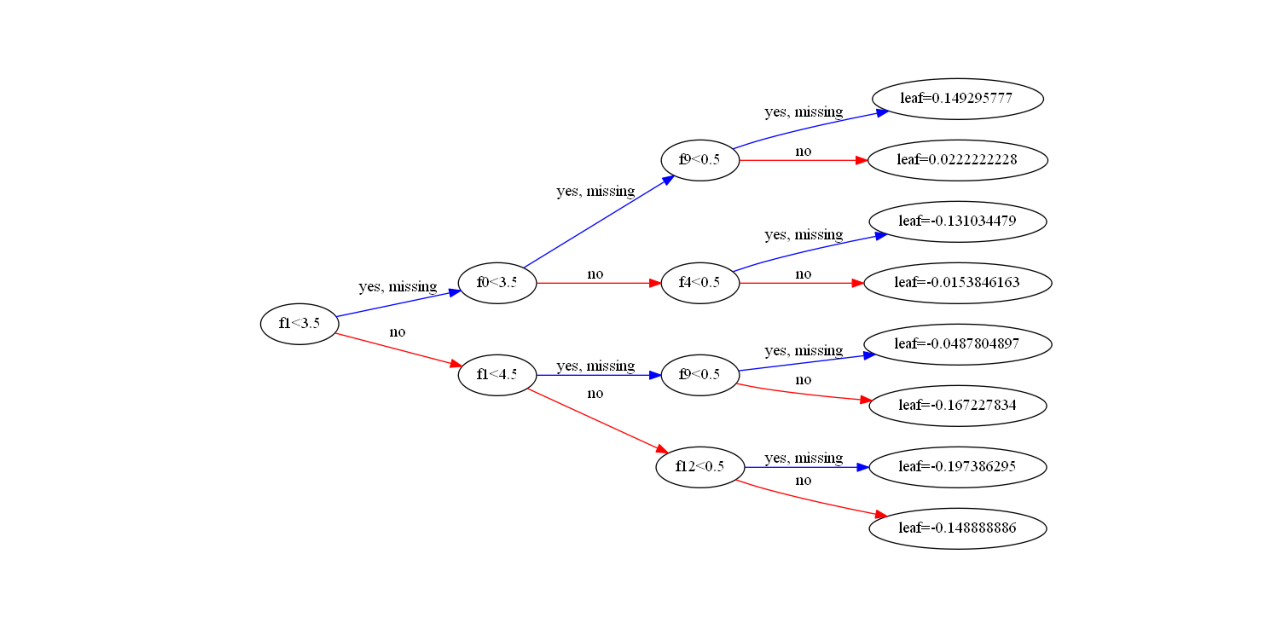 leaf=0.149295777
yes, missing
f9<0.5
no
leaf=0.0222222228
yes, missing
leaf=-0.131034479
yes, missing
f0<3.5
no
f4<0.5
no
leaf=-0.0153846163
yes, missing
f1<3.5
no
leaf=-0.0487804897
yes, missing
f1<4.5
yes, missing
f9<0.5
no
no
leaf=-0.167227834
yes, missing
f12<0.5
leaf=-0.197386295
no
leaf=-0.148888886